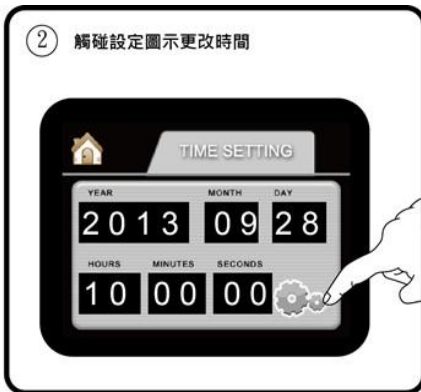 ② 觸碰設定圖示更改時間
TIME SETTING
YEAR MONTH DAY
2013 09 28
HOURS MINUTES SECONDS
10 00 00